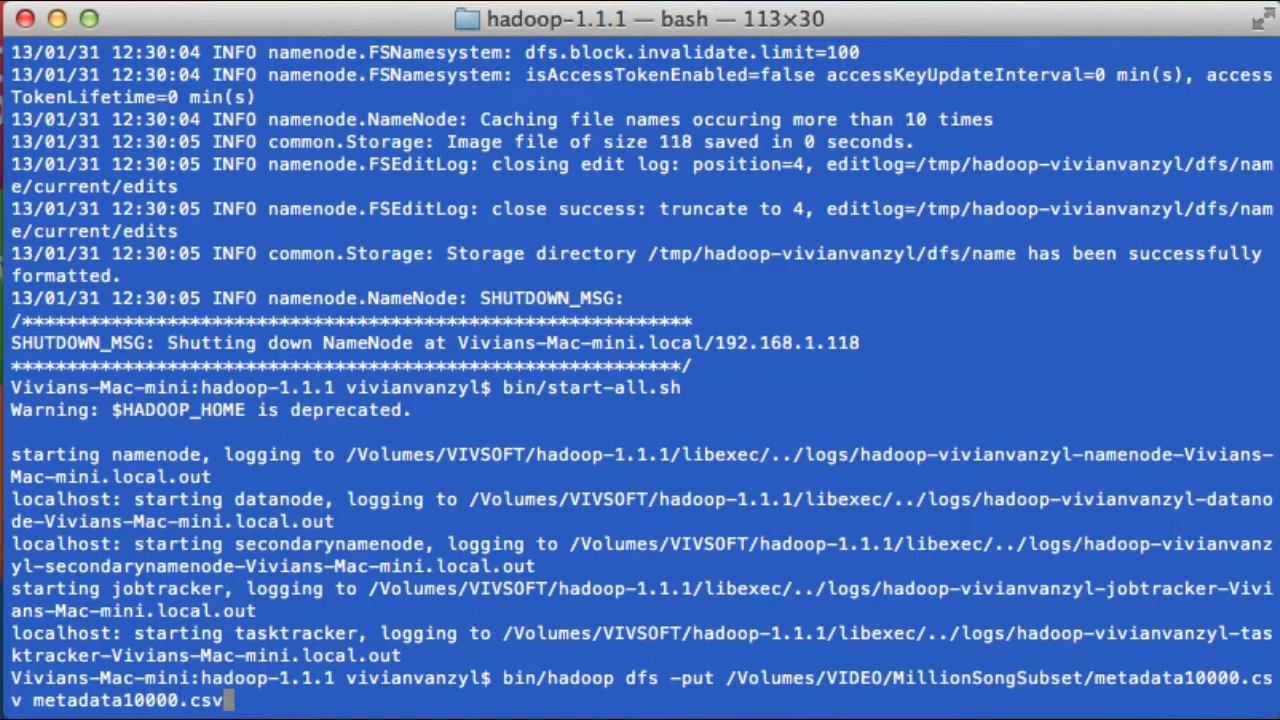 hadoop-1.1.1 — bash — 113×30
13/01/31 12:30:04 INFO namenode.FSNamesystem: dfs.block.invalidate.limit=100
13/01/31 12:30:04 INFO namenode.FSNamesystem: isAccessTokenEnabled=false accessKeyUpdateInterval=0 min(s), access
TokenLifetime=0 min(s)
13/01/31 12:30:04 INFO namenode.NameNode: Caching file names occuring more than 10 times
13/01/31 12:30:05 INFO common.Storage: Image file of size 118 saved in 0 seconds.
13/01/31 12:30:05 INFO namenode.FSEditLog: closing edit log: position=4, editlog=/tmp/hadoop-vivianvanzyl/dfs/nam
e/current/edits
13/01/31 12:30:05 INFO namenode.FSEditLog: close success: truncate to 4, editlog=/tmp/hadoop-vivianvanzyl/dfs/nam
e/current/edits
13/01/31 12:30:05 INFO common.Storage: Storage directory /tmp/hadoop-vivianvanzyl/dfs/name has been successfully
formatted.
13/01/31 12:30:05 INFO namenode.NameNode: SHUTDOWN_MSG:
/************************************************************
SHUTDOWN_MSG: Shutting down NameNode at Vivians-Mac-mini.local/192.168.1.118
************************************************************/
Vivians-Mac-mini:hadoop-1.1.1 vivianvanzyl$ bin/start-all.sh
Warning: $HADOOP_HOME is deprecated.
starting namenode, logging to /Volumes/VIVSOFT/hadoop-1.1.1/libexec/../logs/hadoop-vivianvanzyl-namenode-Vivians-
Mac-mini.local.out
localhost: starting datanode, logging to /Volumes/VIVSOFT/hadoop-1.1.1/libexec/../logs/hadoop-vivianvanzyl-datano
de-Vivians-Mac-mini.local.out
localhost: starting secondarynamenode, logging to /Volumes/VIVSOFT/hadoop-1.1.1/libexec/../logs/hadoop-vivianvanz
yl-secondarynamenode-Vivians-Mac-mini.local.out
starting jobtracker, logging to /Volumes/VIVSOFT/hadoop-1.1.1/libexec/../logs/hadoop-vivianvanzyl-jobtracker-Vivi
ans-Mac-mini.local.out
localhost: starting tasktracker, logging to /Volumes/VIVSOFT/hadoop-1.1.1/libexec/../logs/hadoop-vivianvanzyl-tas
ktracker-Vivians-Mac-mini.local.out
Vivians-Mac-mini:hadoop-1.1.1 vivianvanzyl$ bin/hadoop dfs -put /Volumes/VIDEO/MillionSongSubset/metadata10000.cs
v metadata10000.csv